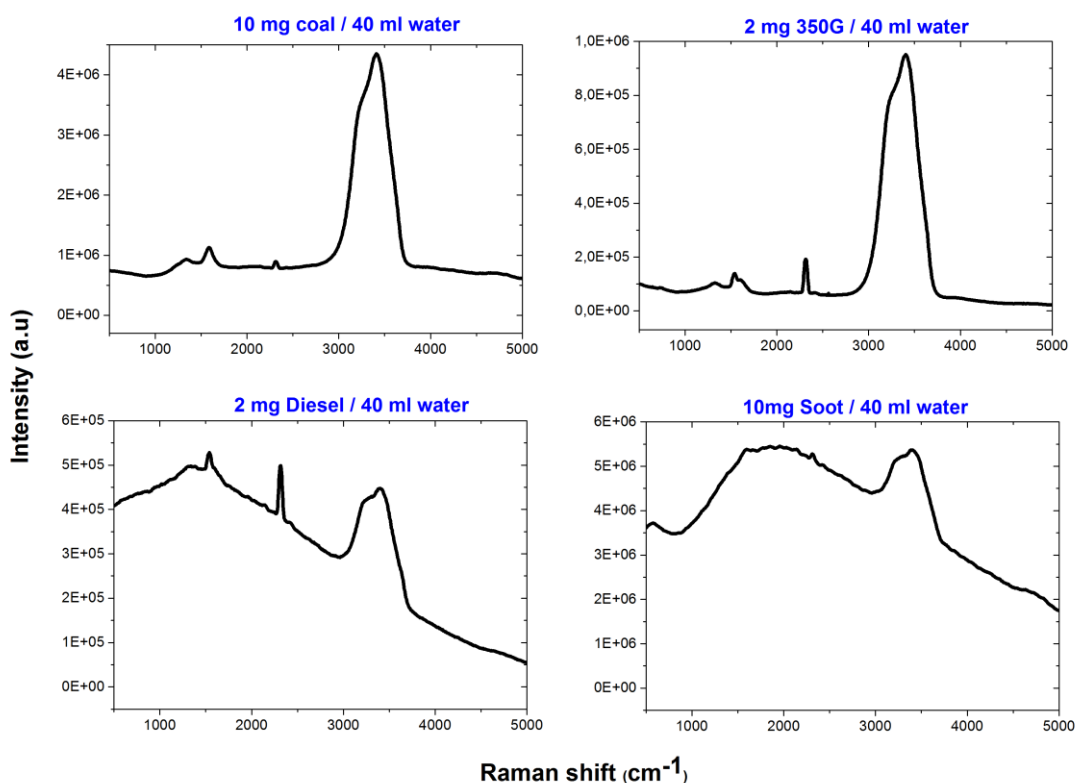 10 mg coal / 40 ml water
4E+06
3E+06
2E+06
1E+06
0E+00
1000 2000 3000 4000 5000
2 mg 350G / 40 ml water
1,0E+06
8,0E+05
6,0E+05
4,0E+05
2,0E+05
0,0E+00
1000 2000 3000 4000 5000
Intensity (a.u)
2 mg Diesel / 40 ml water
6E+05
5E+05
4E+05
3E+05
2E+05
1E+05
0E+00
1000 2000 3000 4000 5000
10mg Soot / 40 ml water
6E+06
5E+06
4E+06
3E+06
2E+06
1E+06
0E+00
1000 2000 3000 4000 5000
Raman shift (cm⁻¹)